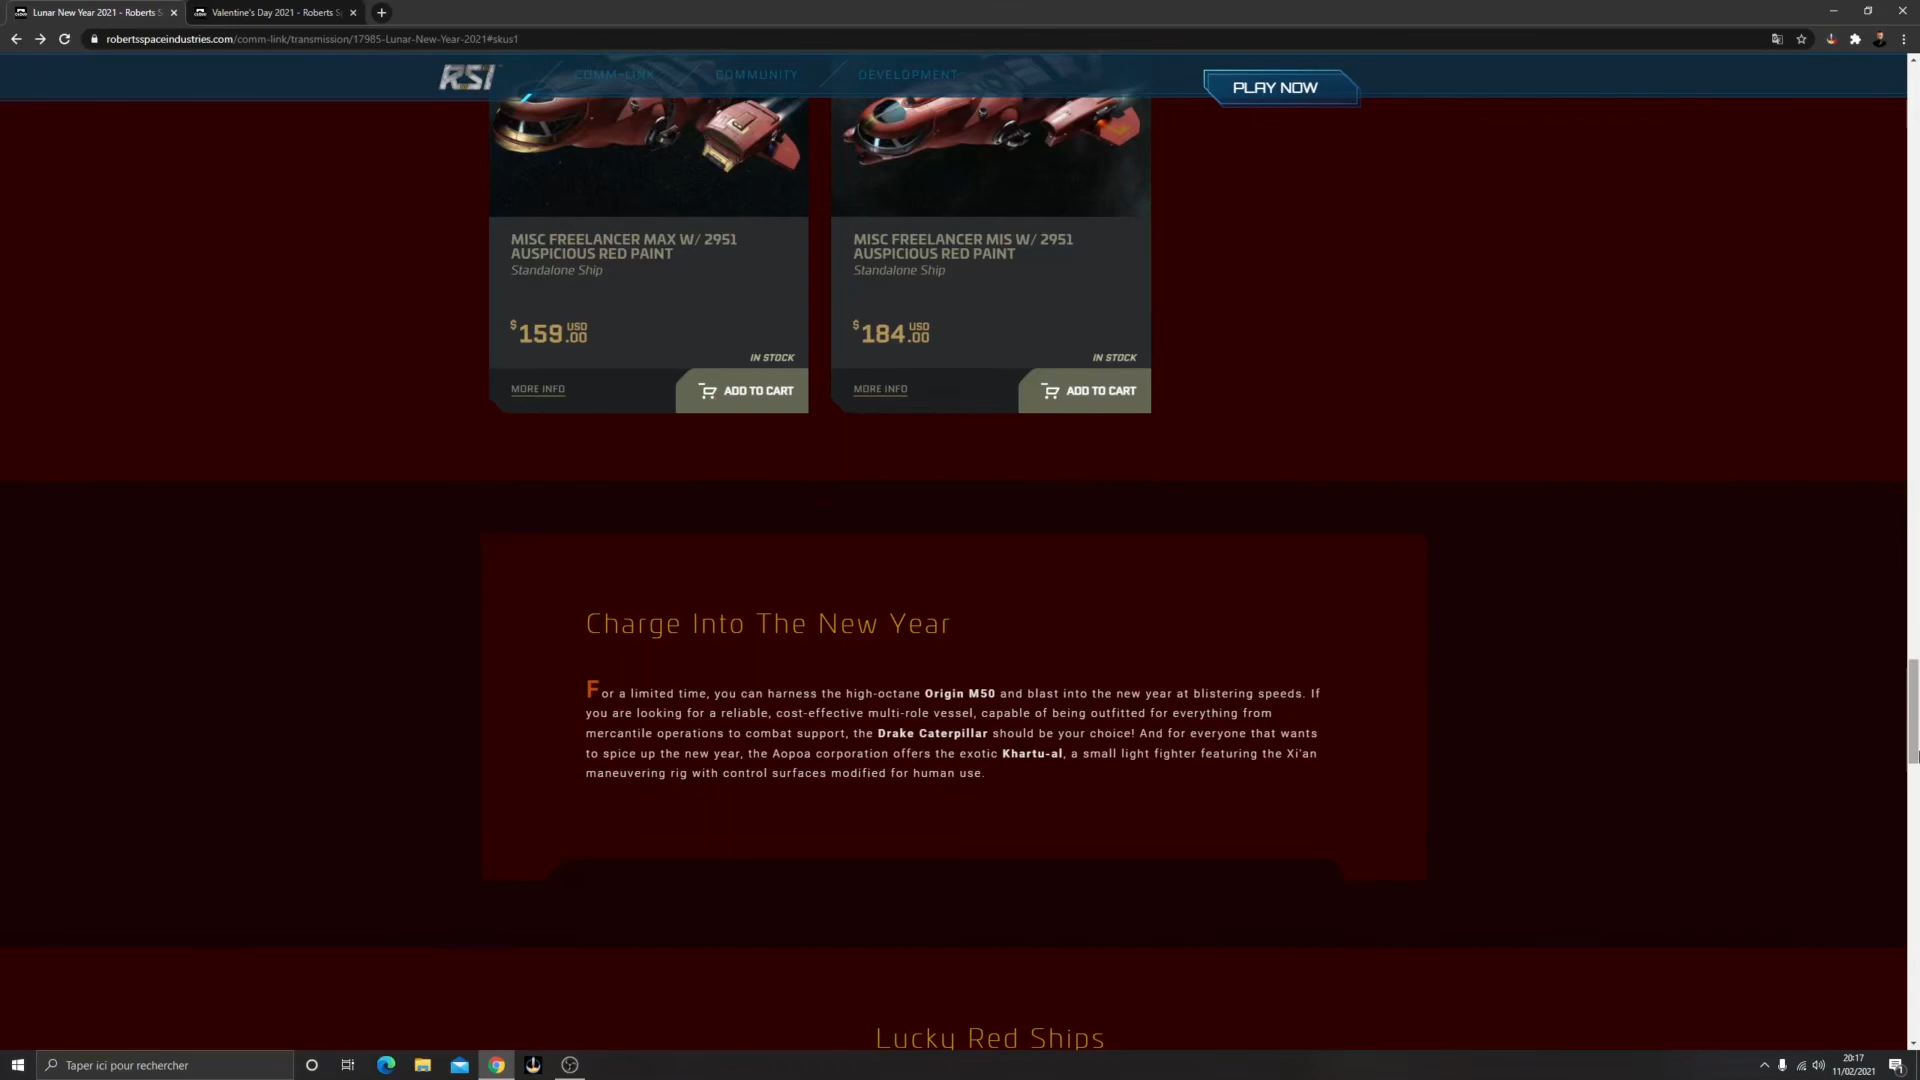 Lunar New Year 2021 - Roberts S
Valentine's Day 2021 - Roberts Sp
robertsspaceindustries.com/comm-link/transmission/17985-Lunar-New-Year-2021#skus1
RSI
COMM-LINK
COMMUNITY
DEVELOPMENT
PLAY NOW
MISC FREELANCER MAX W/ 2951
AUSPICIOUS RED PAINT
Standalone Ship
$159.00 USD
IN STOCK
MORE INFO
ADD TO CART
MISC FREELANCER MIS W/ 2951
AUSPICIOUS RED PAINT
Standalone Ship
$184.00 USD
IN STOCK
MORE INFO
ADD TO CART
Charge Into The New Year
For a limited time, you can harness the high-octane Origin M50 and blast into the new year at blistering speeds. If
you are looking for a reliable, cost-effective multi-role vessel, capable of being outfitted for everything from
mercantile operations to combat support, the Drake Caterpillar should be your choice! And for everyone that wants
to spice up the new year, the Aopoa corporation offers the exotic Khartu-al, a small light fighter featuring the Xi'an
maneuvering rig with control surfaces modified for human use.
Lucky Red Ships
Taper ici pour rechercher
20:17
11/02/2021